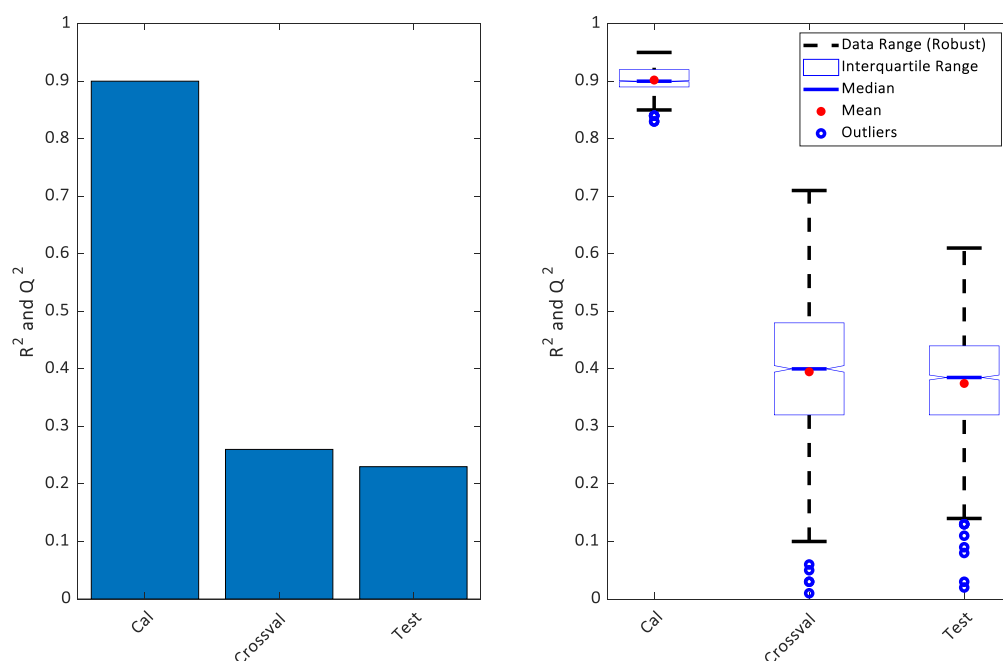 1
0.9
0.8
0.7
0.6
0.5
0.4
0.3
0.2
0.1
0
R² and Q²
Cal
Crossval
Test
1
0.9
0.8
0.7
0.6
0.5
0.4
0.3
0.2
0.1
0
R² and Q²
Cal
Crossval
Test
Data Range (Robust)
Interquartile Range
Median
Mean
Outliers